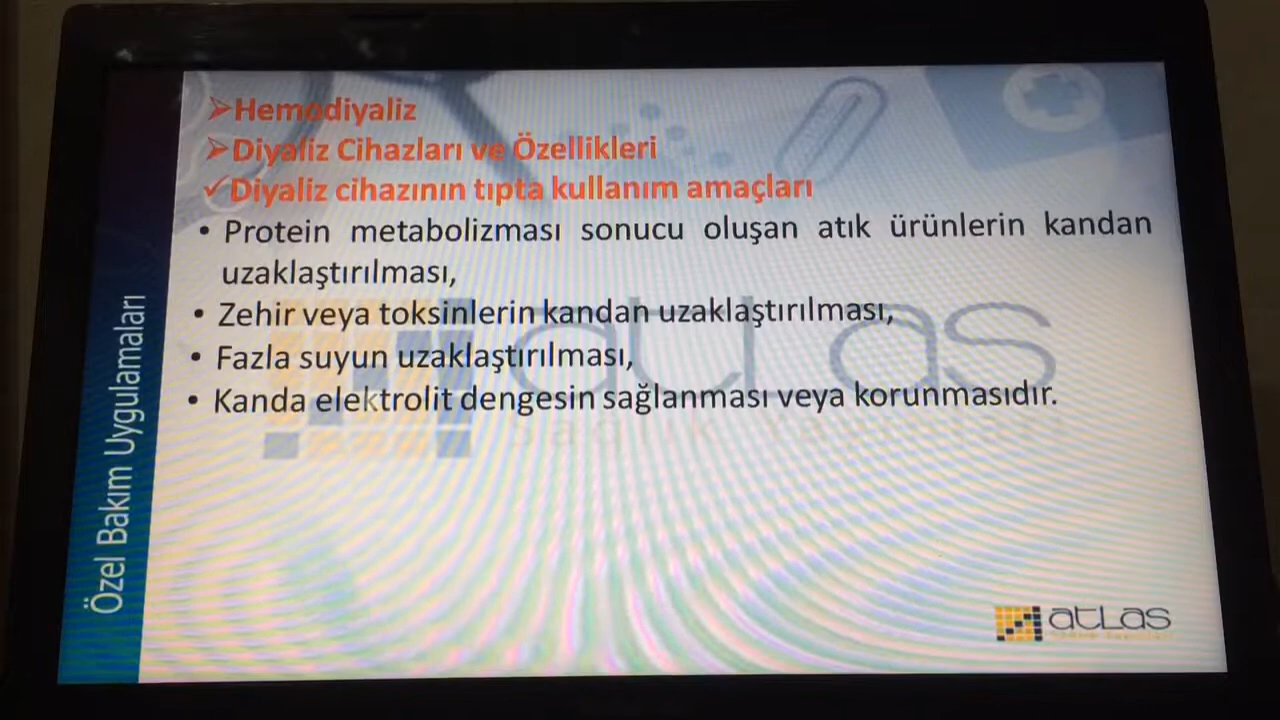 ➢Hemodiyaliz
➢Diyaliz Cihazları ve Özellikleri
✓Diyaliz cihazının tıpta kullanım amaçları
• Protein metabolizması sonucu oluşan atık ürünlerin kandan
uzaklaştırılması,
• Zehir veya toksinlerin kandan uzaklaştırılması,
• Fazla suyun uzaklaştırılması,
• Kanda elektrolit dengesin sağlanması veya korunmasıdır.
Özel Bakım Uygulamaları
atlas
atLas